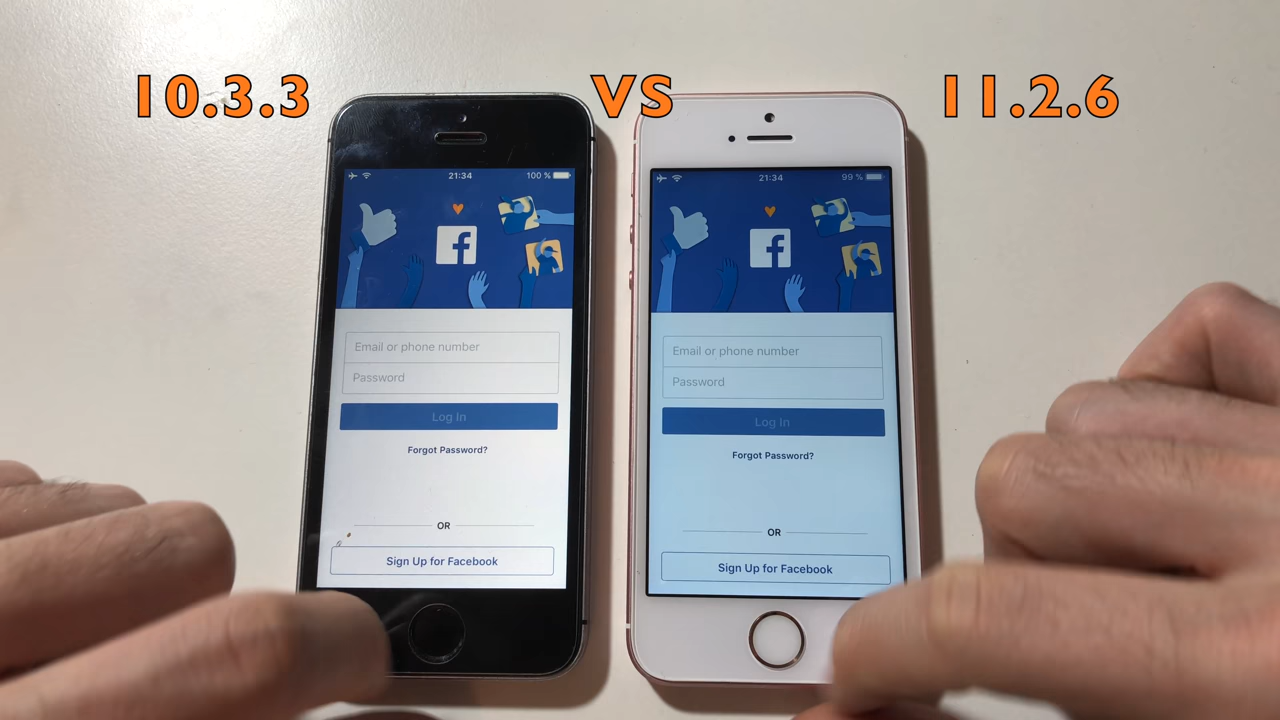 10.3.3 VS 11.2.6
21:34 100 %
f
Email or phone number
Password
Log In
Forgot Password?
OR
Sign Up for Facebook
21:34 99 %
f
Email or phone number
Password
Log In
Forgot Password?
OR
Sign Up for Facebook